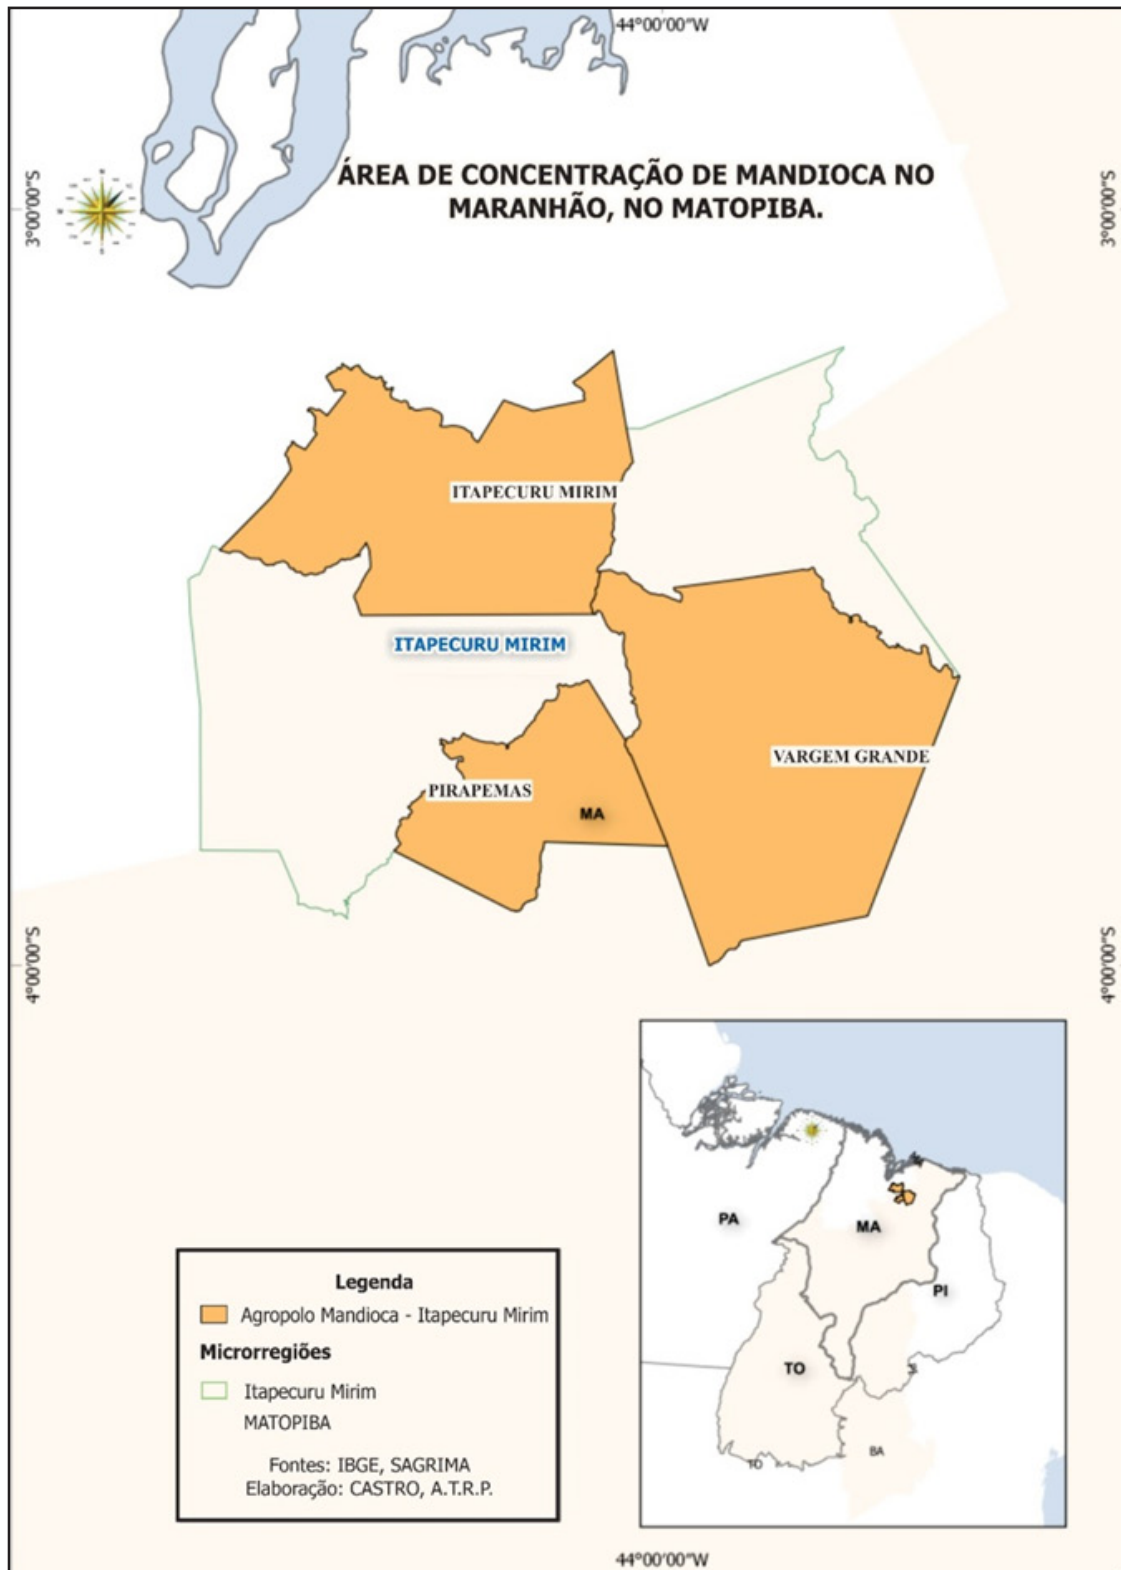 44°00'00"W
ÁREA DE CONCENTRAÇÃO DE MANDIOCA NO
MARANHÃO, NO MATOPIBA.
3°00'00"S
3°00'00"S
ITAPECURU MIRIM
ITAPECURU MIRIM
VARGEM GRANDE
PIRAPEMAS
MA
4°00'00"S
4°00'00"S
PA
MA
PI
TO
TO
BA
Legenda
Agropolo Mandioca - Itapecuru Mirim
Microrregiões
Itapecuru Mirim
MATOPIBA
Fontes: IBGE, SAGRIMA
Elaboração: CASTRO, A.T.R.P.
44°00'00"W